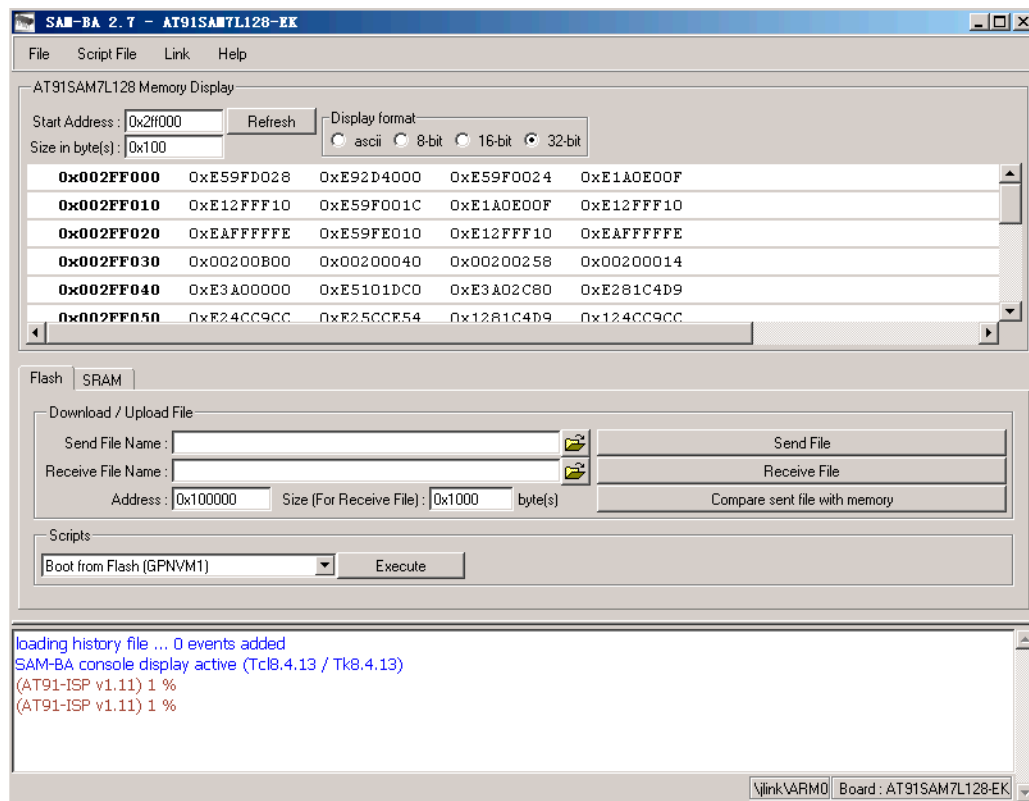 SAM-BA 2.7 - AT91SAM7L128-EK
File Script File Link Help
AT91SAM7L128 Memory Display
Start Address : 0x2ff000 Refresh Display format
Size in byte(s) : 0x100 ascii 8-bit 16-bit 32-bit
0x002FF000 0xE59FD028 0xE92D4000 0xE59F0024 0xE1A0E00F
0x002FF010 0xE12FFF10 0xE59F001C 0xE1A0E00F 0xE12FFF10
0x002FF020 0xEAFFFFFE 0xE59FE010 0xE12FFF10 0xEAFFFFFE
0x002FF030 0x00200B00 0x00200040 0x00200258 0x00200014
0x002FF040 0xE3A00000 0xE5101DC0 0xE3A02C80 0xE281C4D9
0x002FF050 0xE24CC9CC 0xE25CCE54 0x1281C4D9 0x124CC9CC
Flash SRAM
Download / Upload File
Send File Name : Send File
Receive File Name : Receive File
Address : 0x100000 Size (For Receive File) : 0x1000 byte(s) Compare sent file with memory
Scripts
Boot from Flash (GPNVM1) Execute
loading history file ... 0 events added
SAM-BA console display active (Tcl8.4.13 / Tk8.4.13)
(AT91-ISP v1.11) 1 %
(AT91-ISP v1.11) 1 %
\jlink\ARM0 Board : AT91SAM7L128-EK